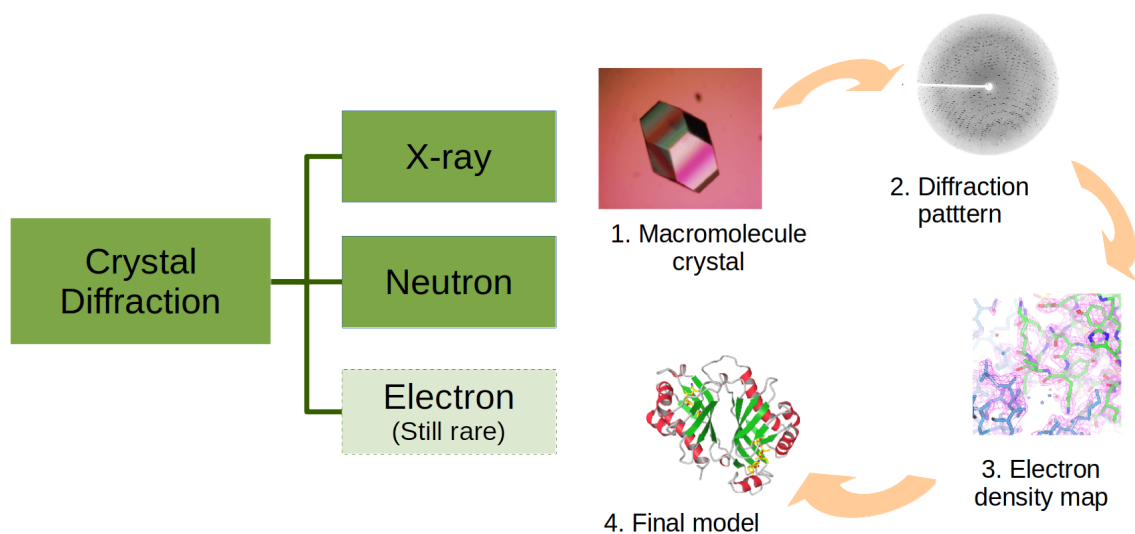 Crystal
Diffraction
X-ray
Neutron
Electron
(Still rare)
1. Macromolecule
crystal
2. Diffraction
patttern
3. Electron
density map
4. Final model